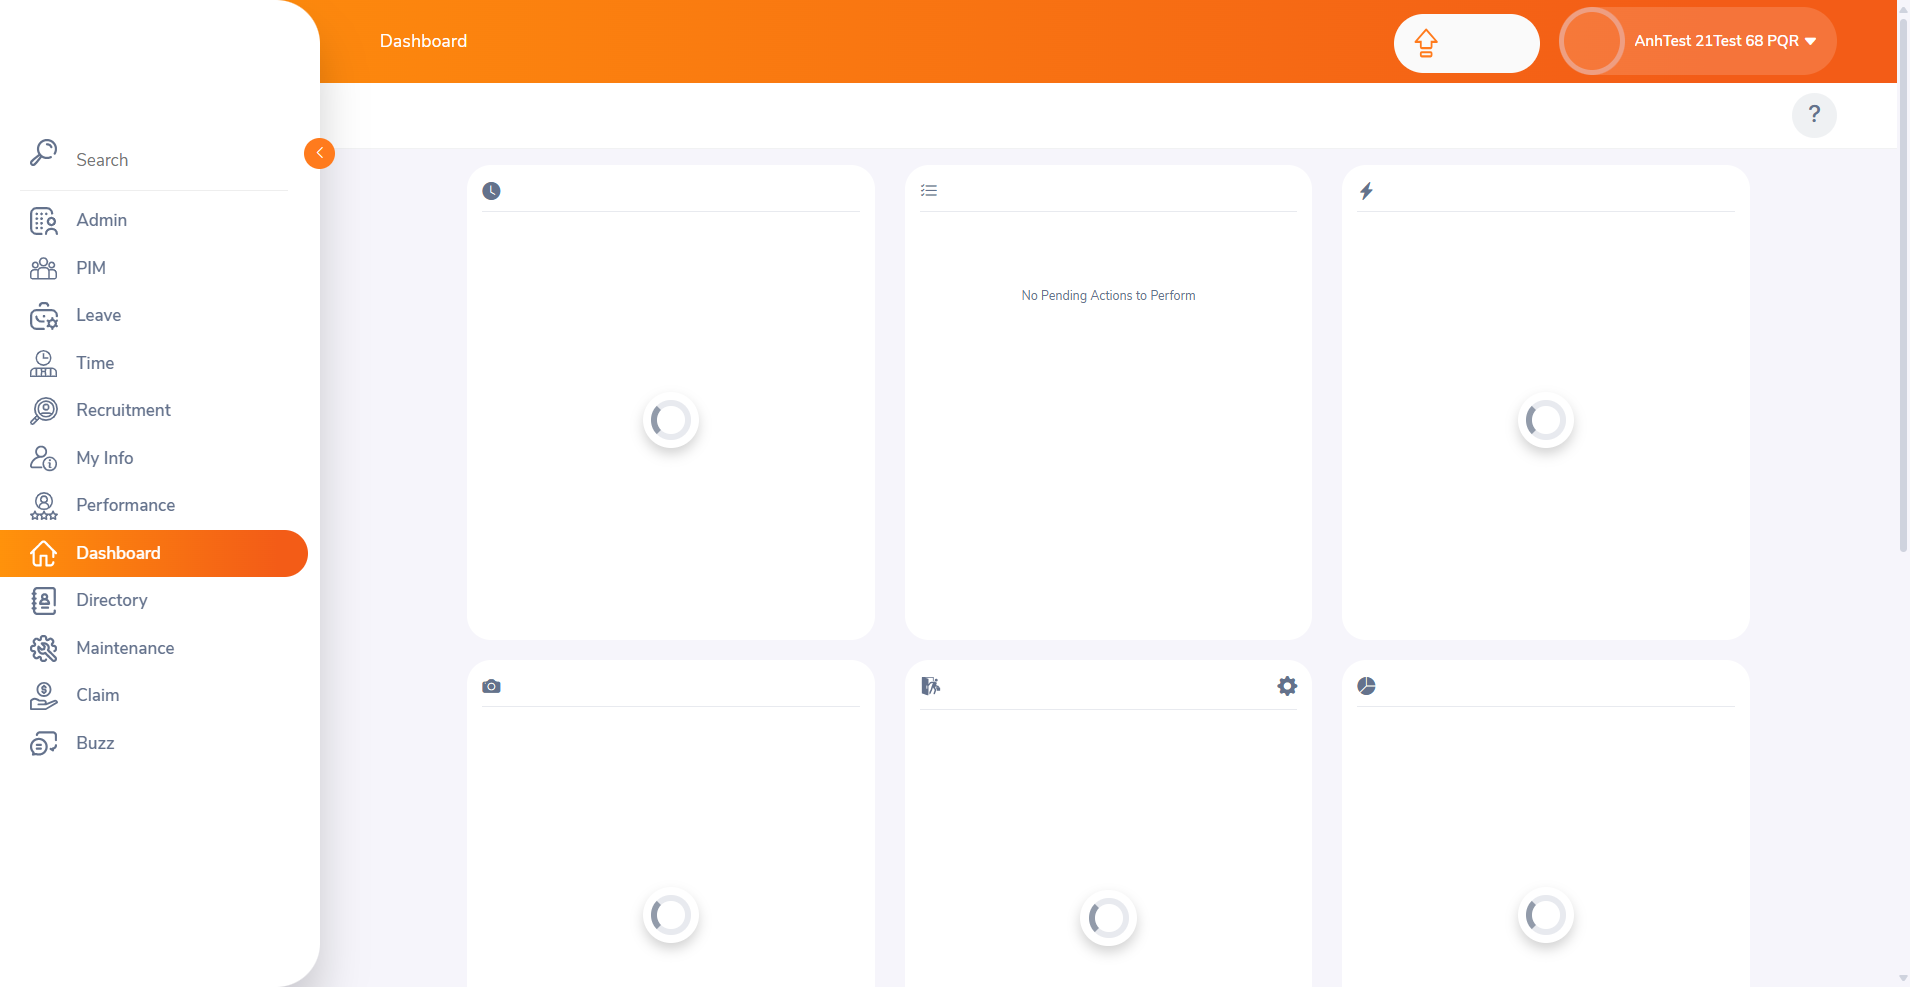 Dashboard
AnhTest 21Test 68 PQR
?
Search
Admin
PIM
Leave
Time
Recruitment
My Info
Performance
Dashboard
Directory
Maintenance
Claim
Buzz
No Pending Actions to Perform